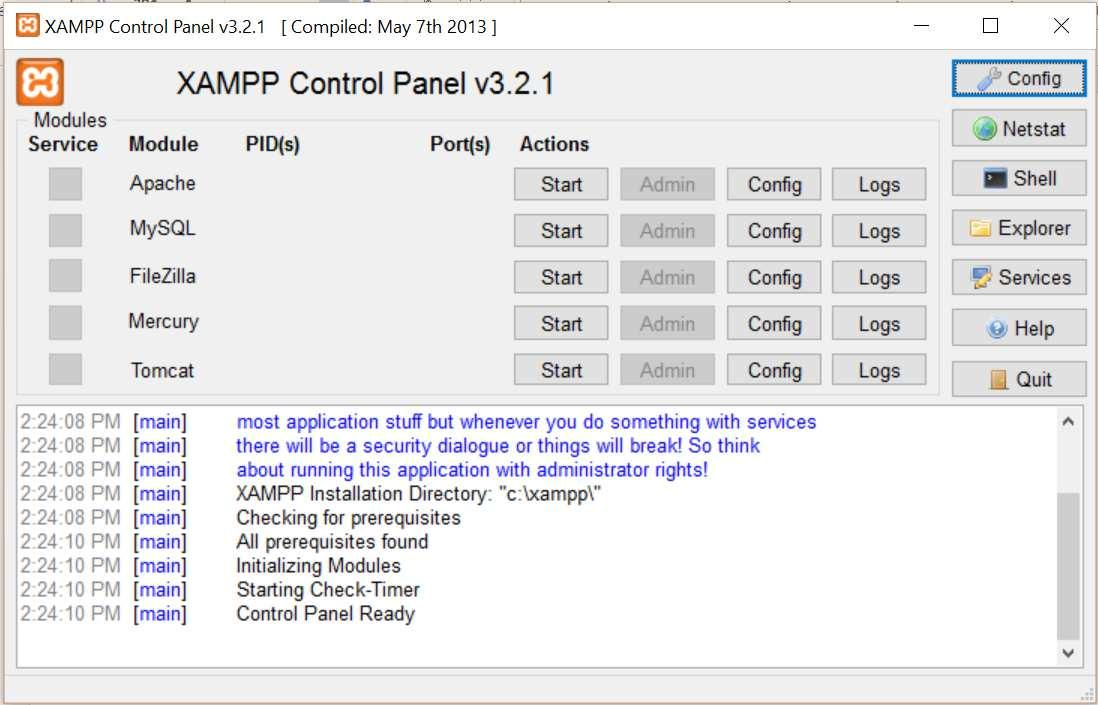 XAMPP Control Panel v3.2.1 [ Compiled: May 7th 2013 ]
XAMPP Control Panel v3.2.1
Config
Netstat
Shell
Explorer
Services
Help
Quit
Modules
Service Module PID(s) Port(s) Actions
Apache Start Admin Config Logs
MySQL Start Admin Config Logs
FileZilla Start Admin Config Logs
Mercury Start Admin Config Logs
Tomcat Start Admin Config Logs
2:24:08 PM [main] most application stuff but whenever you do something with services
2:24:08 PM [main] there will be a security dialogue or things will break! So think
2:24:08 PM [main] about running this application with administrator rights!
2:24:08 PM [main] XAMPP Installation Directory: "c:\xampp\"
2:24:08 PM [main] Checking for prerequisites
2:24:10 PM [main] All prerequisites found
2:24:10 PM [main] Initializing Modules
2:24:10 PM [main] Starting Check-Timer
2:24:10 PM [main] Control Panel Ready